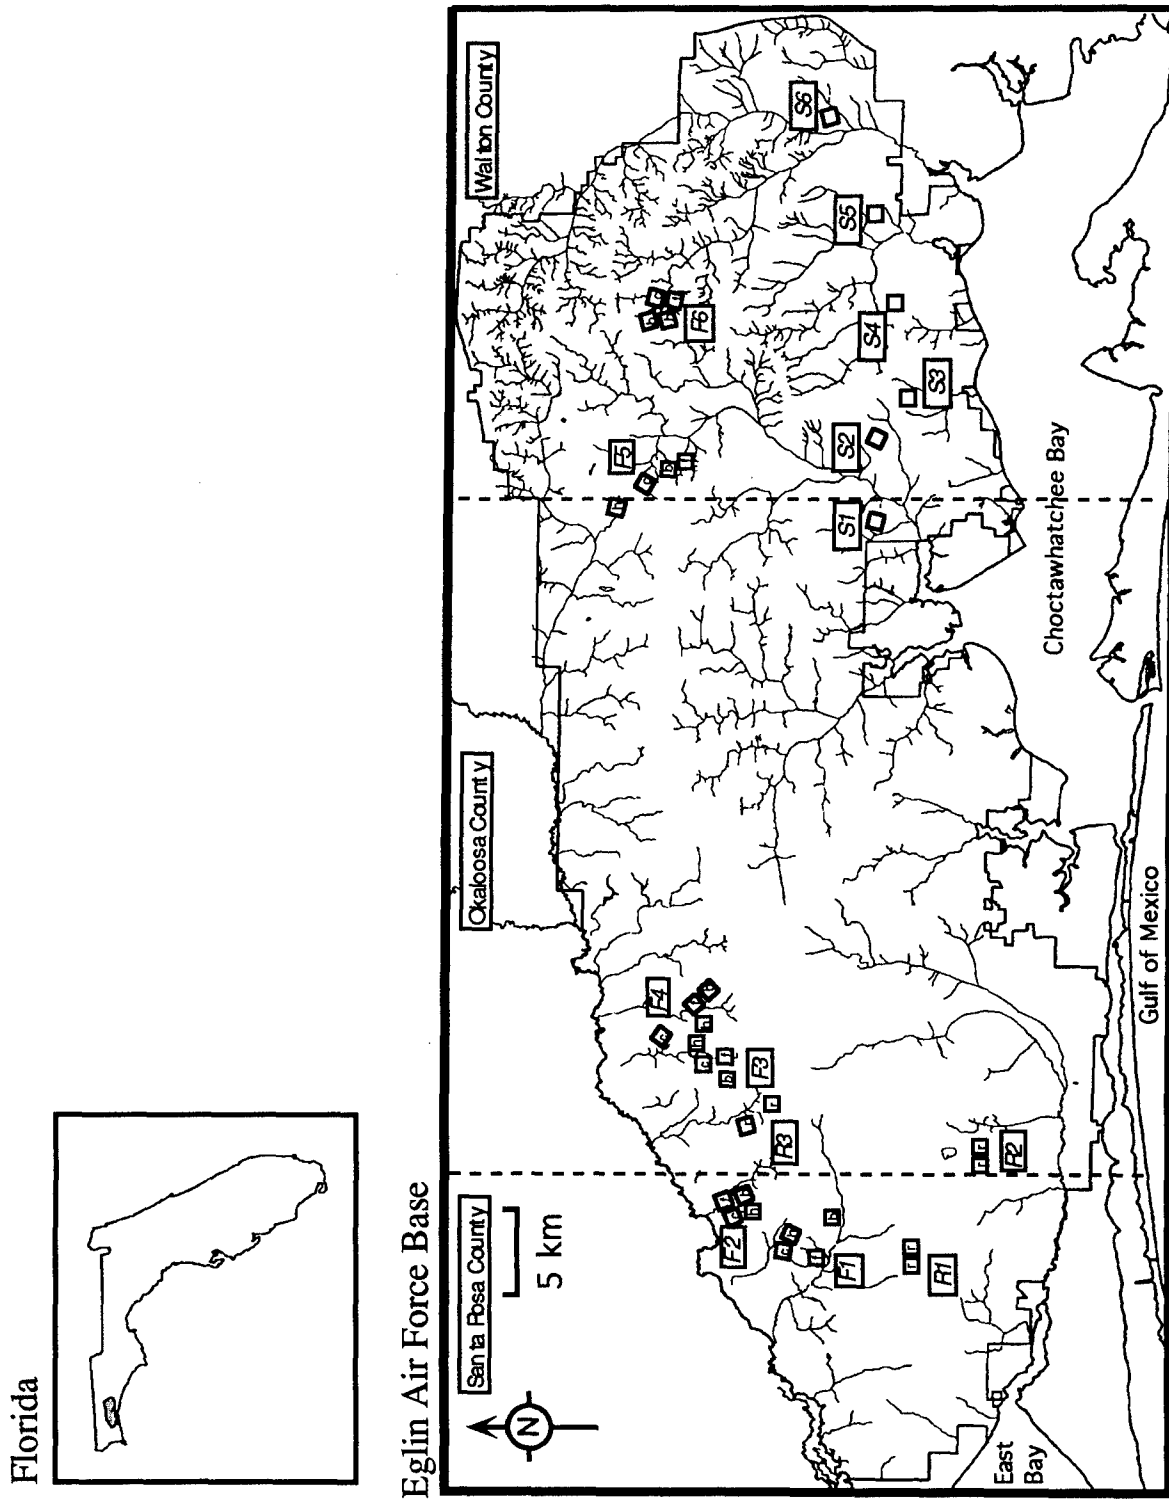 Florida
Eglin Air Force Base
Santa Rosa County
Okaloosa County
Walton County
N
5 km
F2
F1
R1
R3
R2
F3
F4
F5
F6
S1
S2
S3
S4
S5
S6
East
Bay
Choctawhatchee Bay
Gulf of Mexico